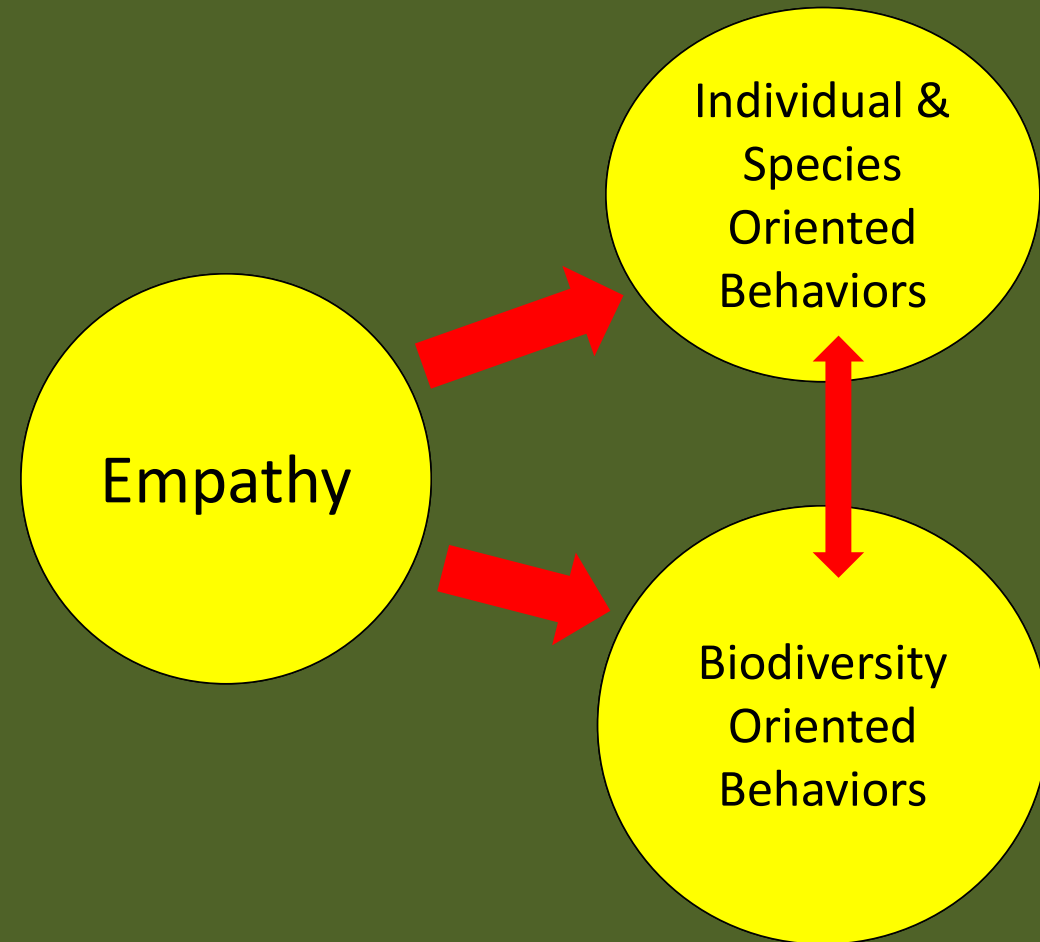 Individual &
Species
Oriented
Behaviors
Empathy
Biodiversity
Oriented
Behaviors